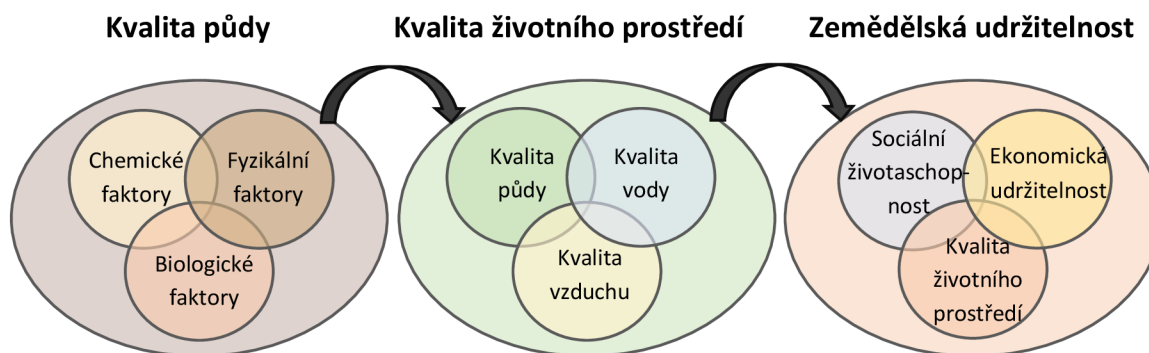 Kvalita půdy
Kvalita životního prostředí
Zemědělská udržitelnost
Chemické
faktory
Fyzikální
faktory
Biologické
faktory
Kvalita
půdy
Kvalita
vody
Kvalita
vzduchu
Sociální
životaschop-
nost
Ekonomická
udržitelnost
Kvalita
životního
prostředí